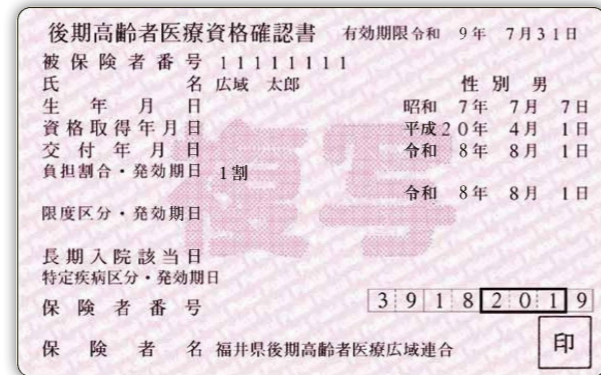 後期高齢者医療資格確認書 有効期限令和 9年 7月31日
被保険者番号 11111111
氏名 広域 太郎 性別 男
生年月日 昭和 7年 7月 7日
資格取得年月日 平成20年 4月 1日
交付年月日 令和 8年 8月 1日
負担割合・発効期日 1割
令和 8年 8月 1日
限度区分・発効期日
複写
長期入院該当日
特定疾病区分・発効期日
保険者番号 39182019
保険者名 福井県後期高齢者医療広域連合 印